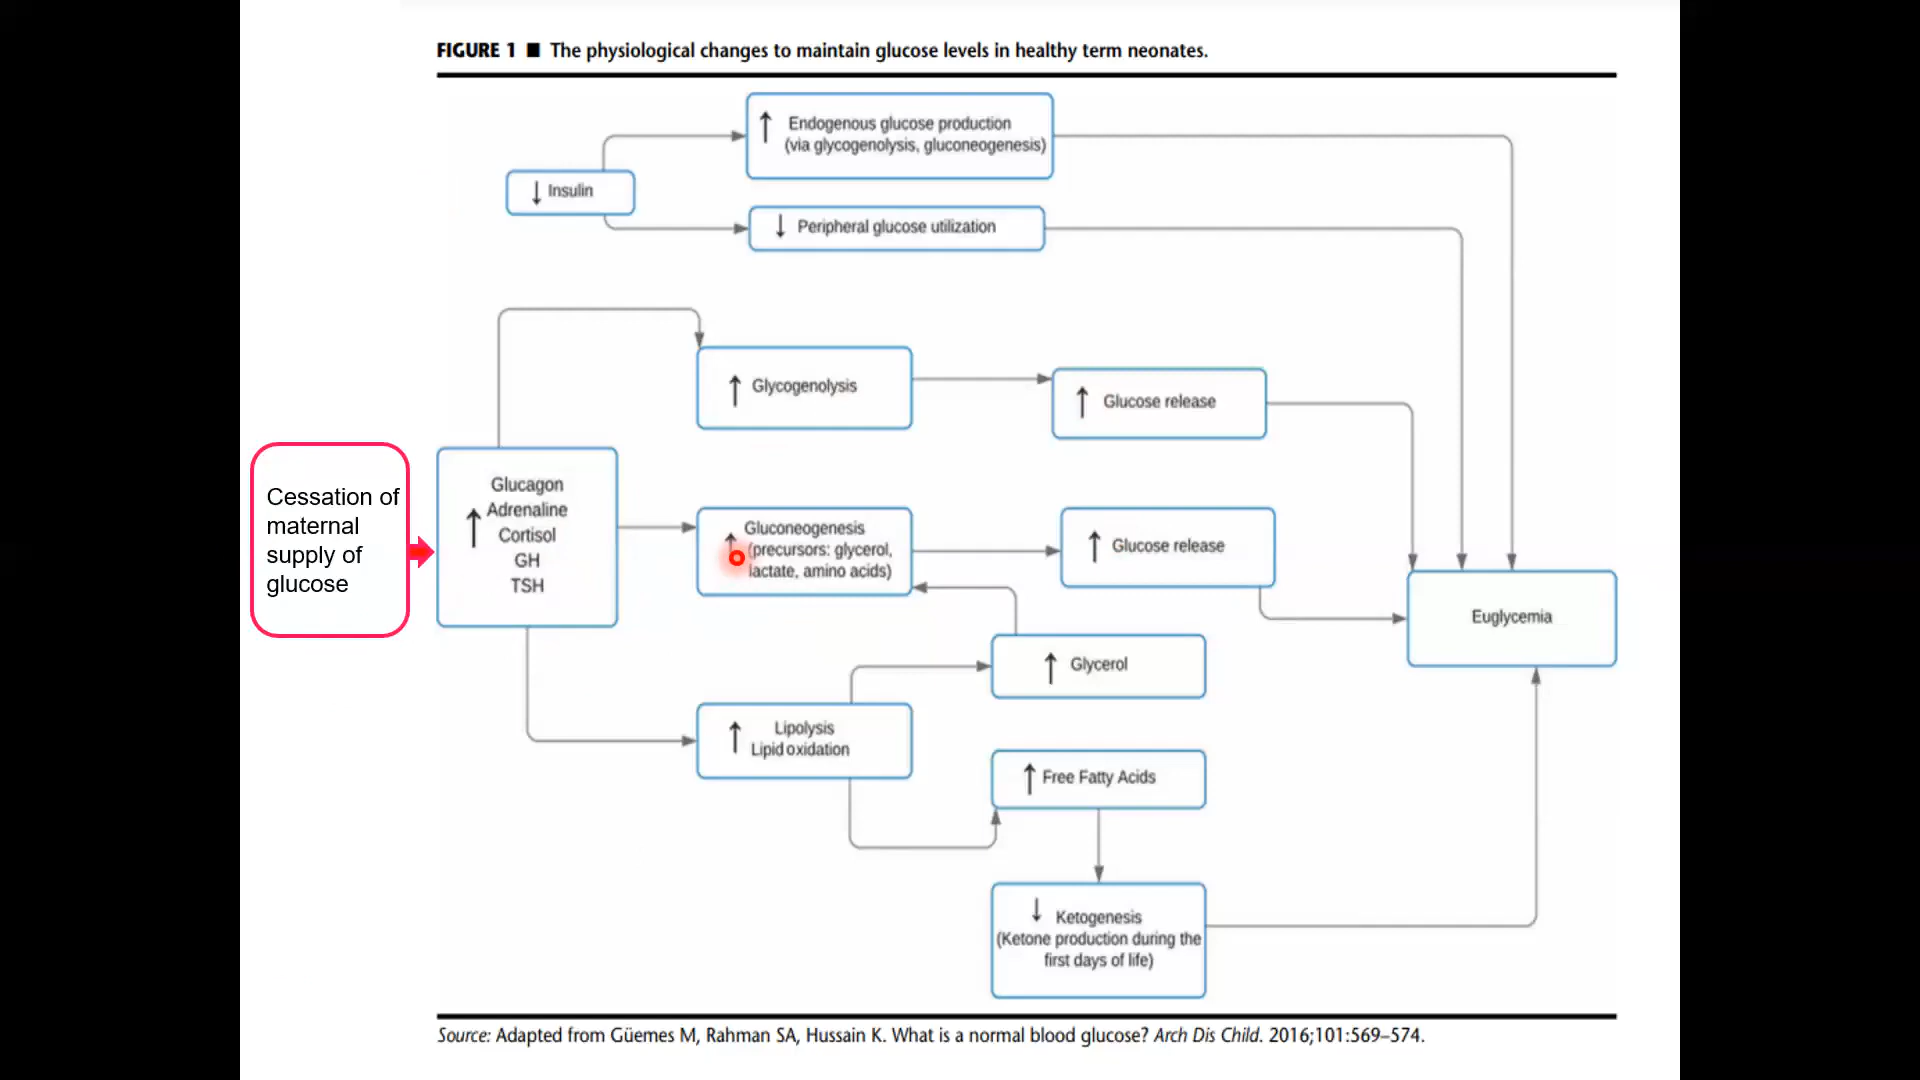 FIGURE 1 ■ The physiological changes to maintain glucose levels in healthy term neonates.
↑ Endogenous glucose production
(via glycogenolysis, gluconeogenesis)
↓ Insulin
↓ Peripheral glucose utilization
↑ Glycogenolysis
↑ Glucose release
Cessation of
maternal
supply of
glucose
Glucagon
↑ Adrenaline
Cortisol
GH
TSH
↑ Gluconeogenesis
(precursors: glycerol,
lactate, amino acids)
↑ Glucose release
Euglycemia
↑ Glycerol
↑ Lipolysis
Lipid oxidation
↑ Free Fatty Acids
↓ Ketogenesis
(Ketone production during the
first days of life)
Source: Adapted from Güemes M, Rahman SA, Hussain K. What is a normal blood glucose? Arch Dis Child. 2016;101:569–574.